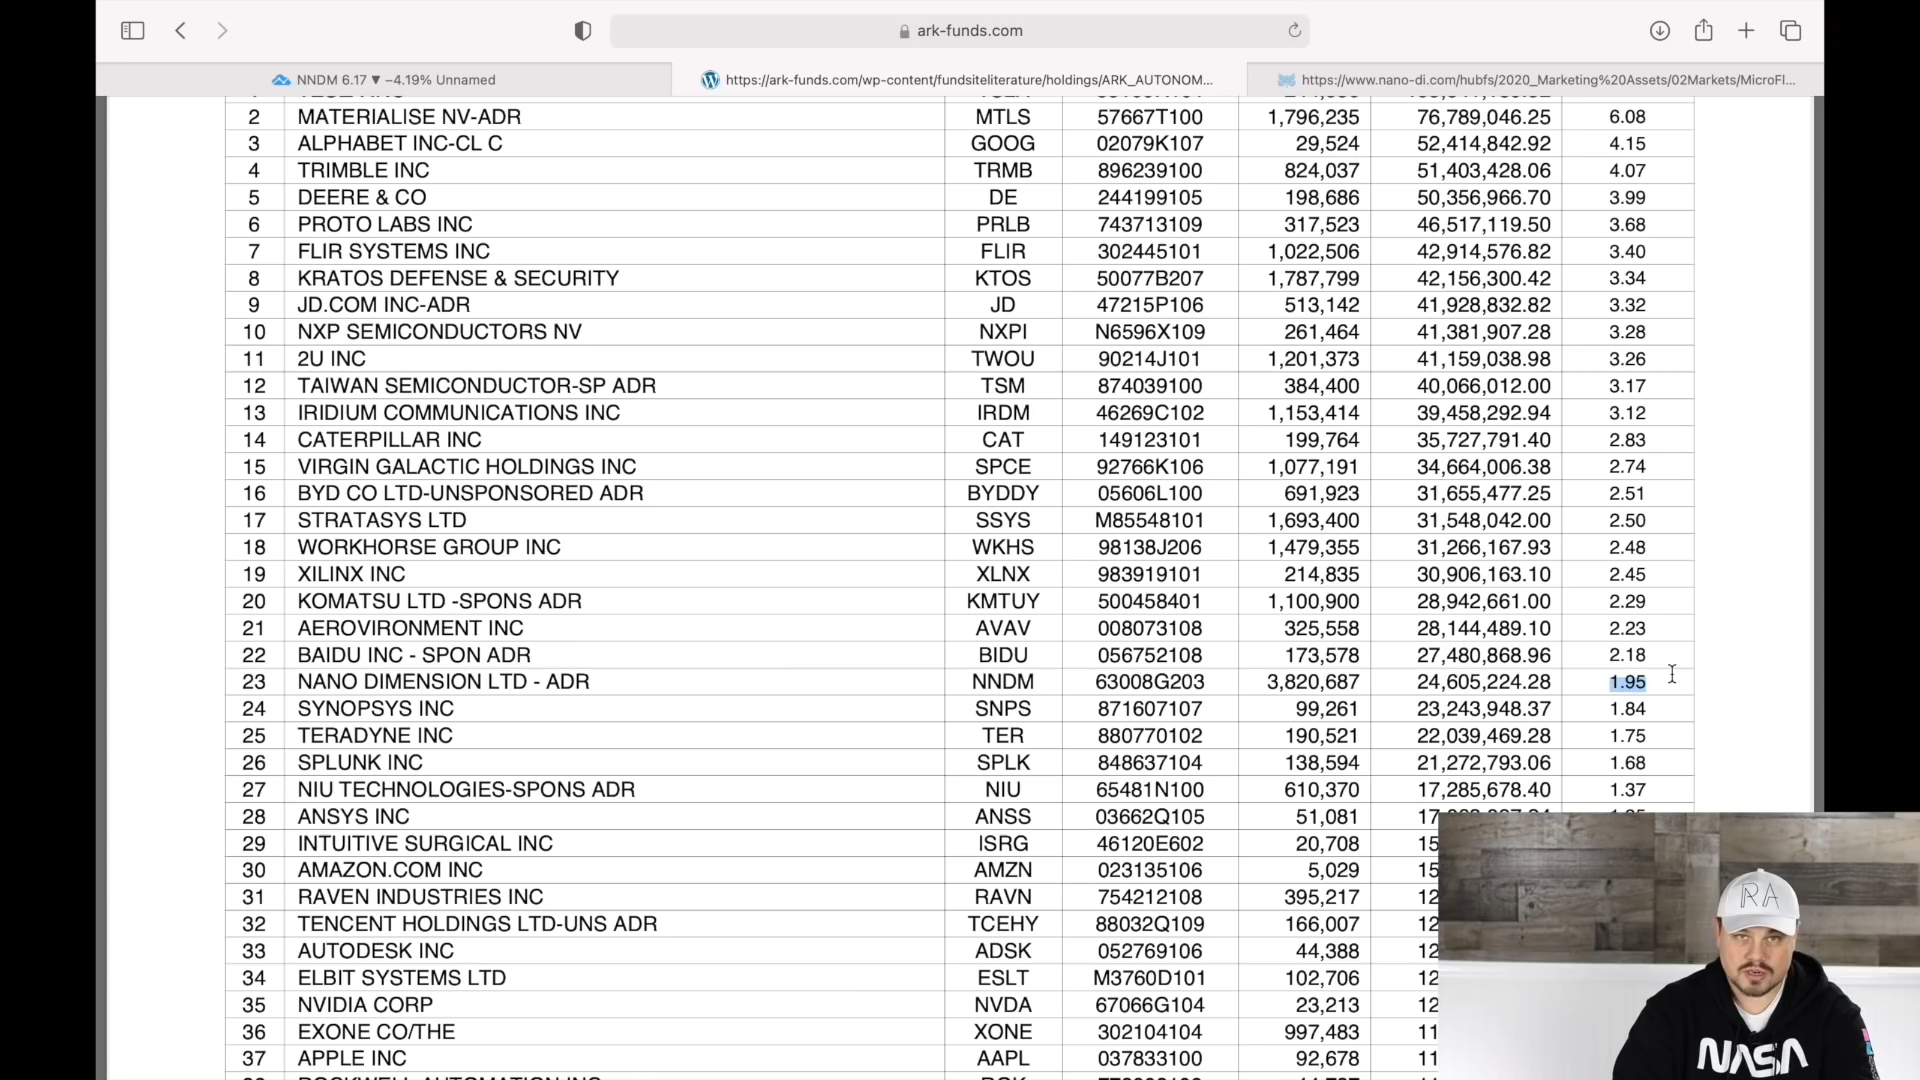 ark-funds.com
NNDM 6.17 ▼ −4.19% Unnamed
https://ark-funds.com/wp-content/fundsiteliterature/holdings/ARK_AUTONOM...
https://www.nano-di.com/hubfs/2020_Marketing%20Assets/02Markets/MicroFl...
2 MATERIALISE NV-ADR MTLS 57667T100 1,796,235 76,789,046.25 6.08
3 ALPHABET INC-CL C GOOG 02079K107 29,524 52,414,842.92 4.15
4 TRIMBLE INC TRMB 896239100 824,037 51,403,428.06 4.07
5 DEERE & CO DE 244199105 198,686 50,356,966.70 3.99
6 PROTO LABS INC PRLB 743713109 317,523 46,517,119.50 3.68
7 FLIR SYSTEMS INC FLIR 302445101 1,022,506 42,914,576.82 3.40
8 KRATOS DEFENSE & SECURITY KTOS 50077B207 1,787,799 42,156,300.42 3.34
9 JD.COM INC-ADR JD 47215P106 513,142 41,928,832.82 3.32
10 NXP SEMICONDUCTORS NV NXPI N6596X109 261,464 41,381,907.28 3.28
11 2U INC TWOU 90214J101 1,201,373 41,159,038.98 3.26
12 TAIWAN SEMICONDUCTOR-SP ADR TSM 874039100 384,400 40,066,012.00 3.17
13 IRIDIUM COMMUNICATIONS INC IRDM 46269C102 1,153,414 39,458,292.94 3.12
14 CATERPILLAR INC CAT 149123101 199,764 35,727,791.40 2.83
15 VIRGIN GALACTIC HOLDINGS INC SPCE 92766K106 1,077,191 34,664,006.38 2.74
16 BYD CO LTD-UNSPONSORED ADR BYDDY 05606L100 691,923 31,655,477.25 2.51
17 STRATASYS LTD SSYS M85548101 1,693,400 31,548,042.00 2.50
18 WORKHORSE GROUP INC WKHS 98138J206 1,479,355 31,266,167.93 2.48
19 XILINX INC XLNX 983919101 214,835 30,906,163.10 2.45
20 KOMATSU LTD -SPONS ADR KMTUY 500458401 1,100,900 28,942,661.00 2.29
21 AEROVIRONMENT INC AVAV 008073108 325,558 28,144,489.10 2.23
22 BAIDU INC - SPON ADR BIDU 056752108 173,578 27,480,868.96 2.18
23 NANO DIMENSION LTD - ADR NNDM 63008G203 3,820,687 24,605,224.28 1.95
24 SYNOPSYS INC SNPS 871607107 99,261 23,243,948.37 1.84
25 TERADYNE INC TER 880770102 190,521 22,039,469.28 1.75
26 SPLUNK INC SPLK 848637104 138,594 21,272,793.06 1.68
27 NIU TECHNOLOGIES-SPONS ADR NIU 65481N100 610,370 17,285,678.40 1.37
28 ANSYS INC ANSS 03662Q105 51,081 17
29 INTUITIVE SURGICAL INC ISRG 46120E602 20,708 15
30 AMAZON.COM INC AMZN 023135106 5,029 15
31 RAVEN INDUSTRIES INC RAVN 754212108 395,217 12
32 TENCENT HOLDINGS LTD-UNS ADR TCEHY 88032Q109 166,007 12
33 AUTODESK INC ADSK 052769106 44,388 12
34 ELBIT SYSTEMS LTD ESLT M3760D101 102,706 12
35 NVIDIA CORP NVDA 67066G104 23,213 12
36 EXONE CO/THE XONE 302104104 997,483 11
37 APPLE INC AAPL 037833100 92,678 11
RA
NASA